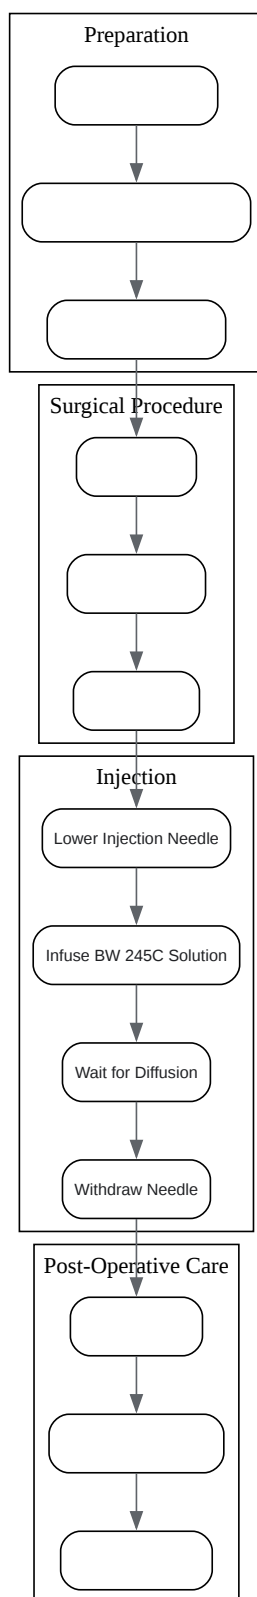 Preparation
Surgical Procedure
Injection
Lower Injection Needle
Infuse BW 245C Solution
Wait for Diffusion
Withdraw Needle
Post-Operative Care